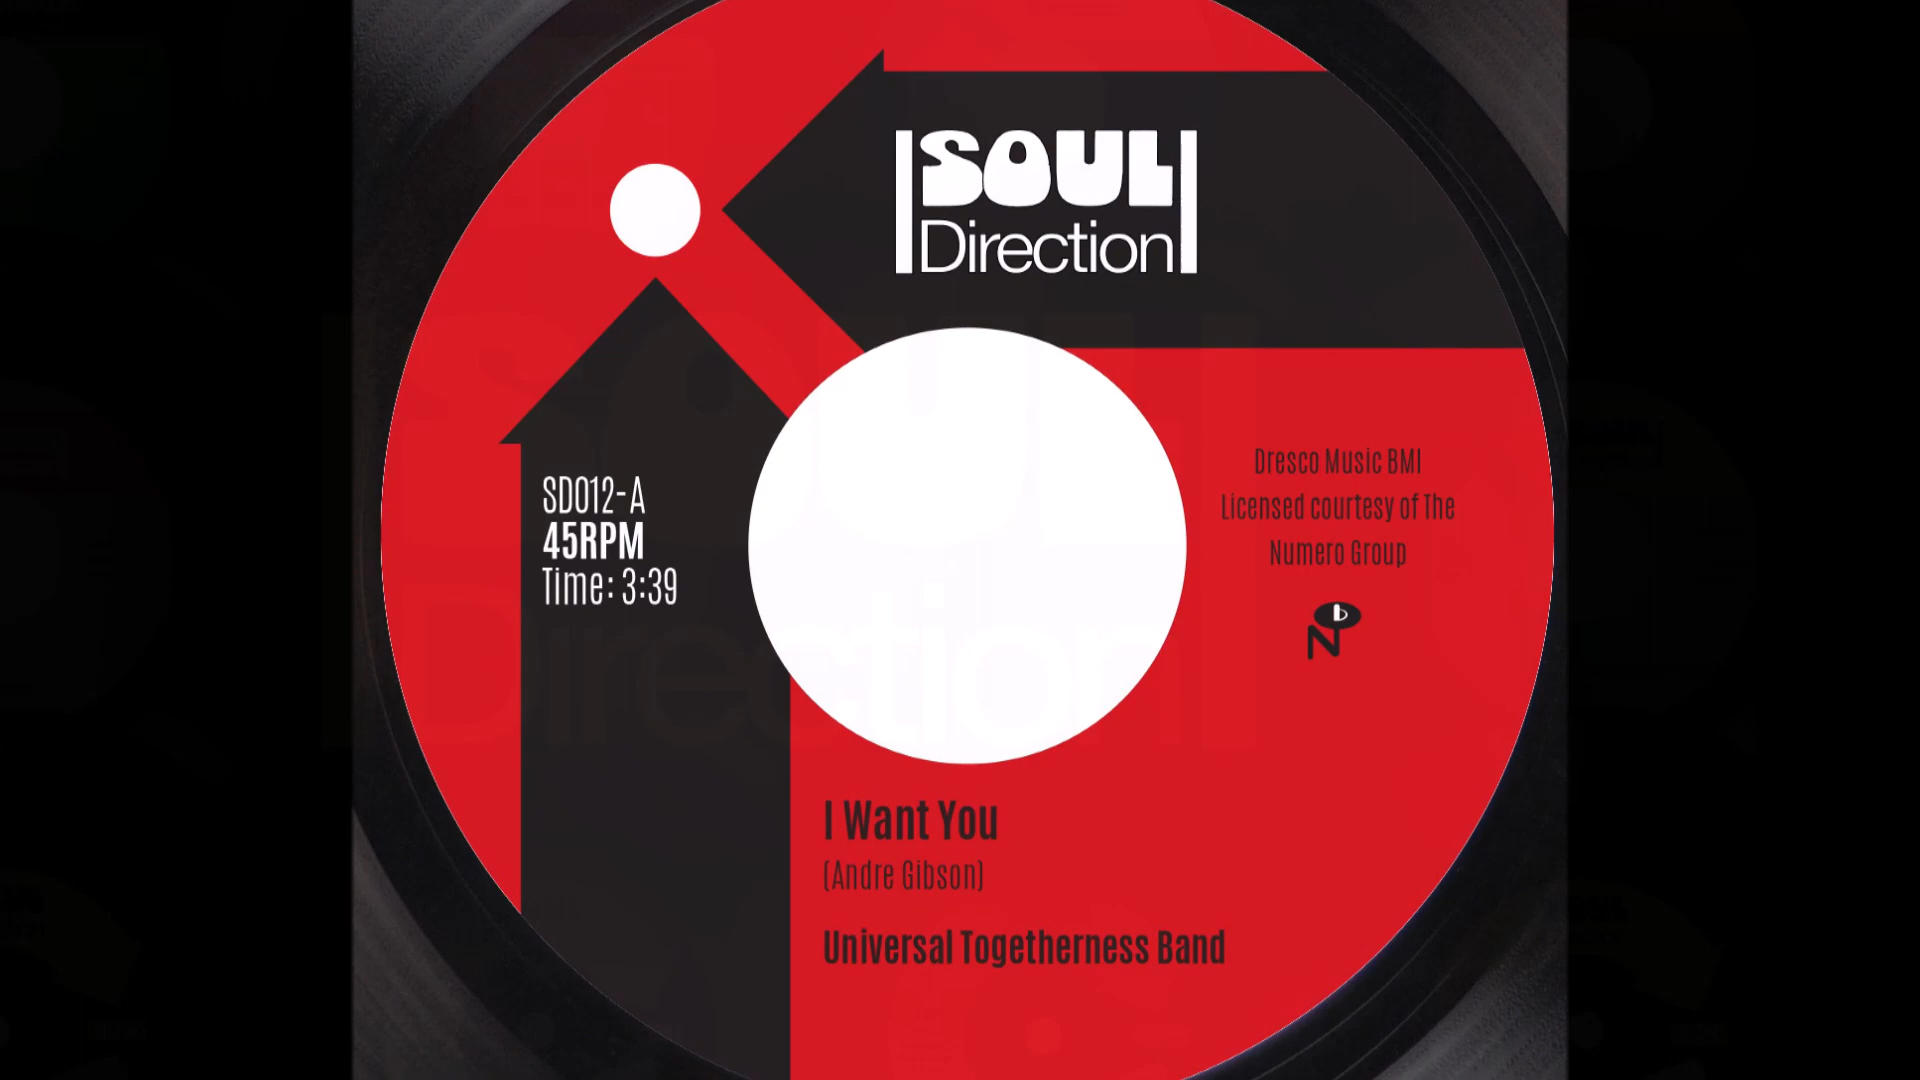 SOUL
Direction
SD012-A
45RPM
Time: 3:39
Dresco Music BMI
Licensed courtesy of The
Numero Group
N b
I Want You
(Andre Gibson)
Universal Togetherness Band